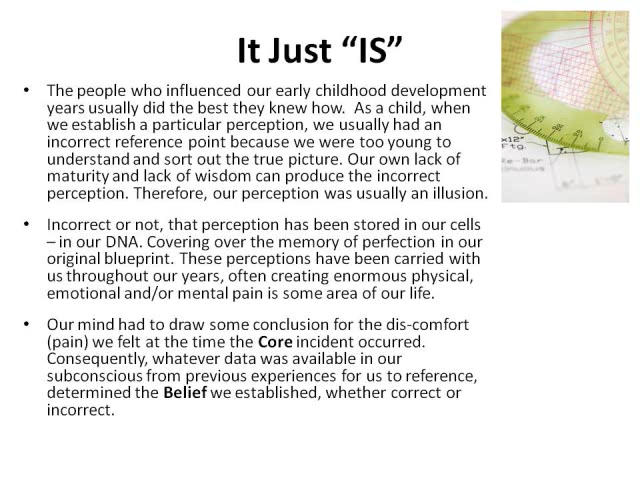 It Just “IS”
• The people who influenced our early childhood development
years usually did the best they knew how.  As a child, when
we establish a particular perception, we usually had an
incorrect reference point because we were too young to
understand and sort out the true picture. Our own lack of
maturity and lack of wisdom can produce the incorrect
perception. Therefore, our perception was usually an illusion.
• Incorrect or not, that perception has been stored in our cells
– in our DNA. Covering over the memory of perfection in our
original blueprint. These perceptions have been carried with
us throughout our years, often creating enormous physical,
emotional and/or mental pain is some area of our life.
• Our mind had to draw some conclusion for the dis-comfort
(pain) we felt at the time the Core incident occurred.
Consequently, whatever data was available in our
subconscious from previous experiences for us to reference,
determined the Belief we established, whether correct or
incorrect.
x12"
Ftg.